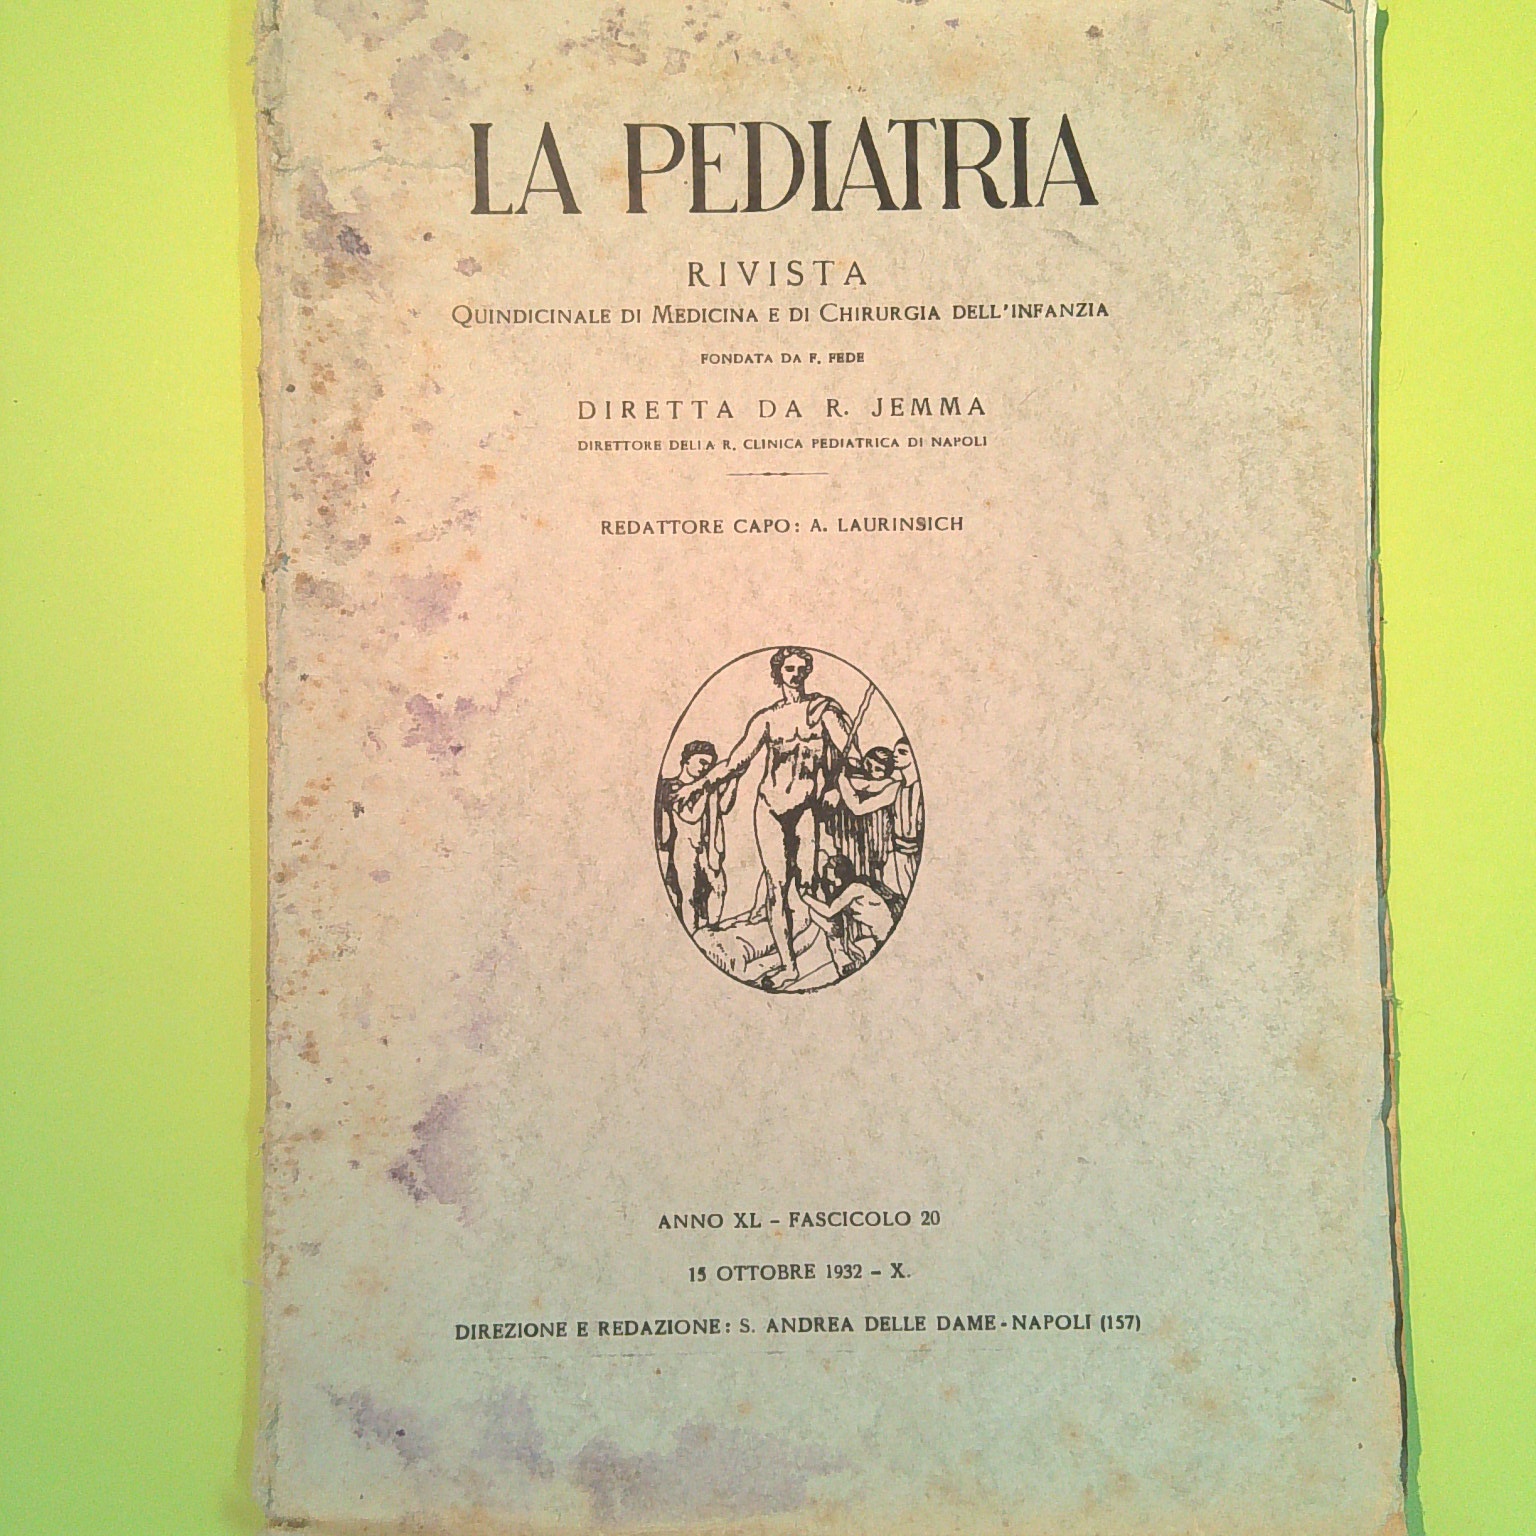 LA PEDIATRIA
RIVISTA
QUINDICINALE DI MEDICINA E DI CHIRURGIA DELL'INFANZIA
FONDATA DA F. FEDE
DIRETTA DA R. JEMMA
DIRETTORE DELLA R. CLINICA PEDIATRICA DI NAPOLI
REDATTORE CAPO: A. LAURINSICH
ANNO XL - FASCICOLO 20
15 OTTOBRE 1932 - X.
DIREZIONE E REDAZIONE: S. ANDREA DELLE DAME - NAPOLI (157)